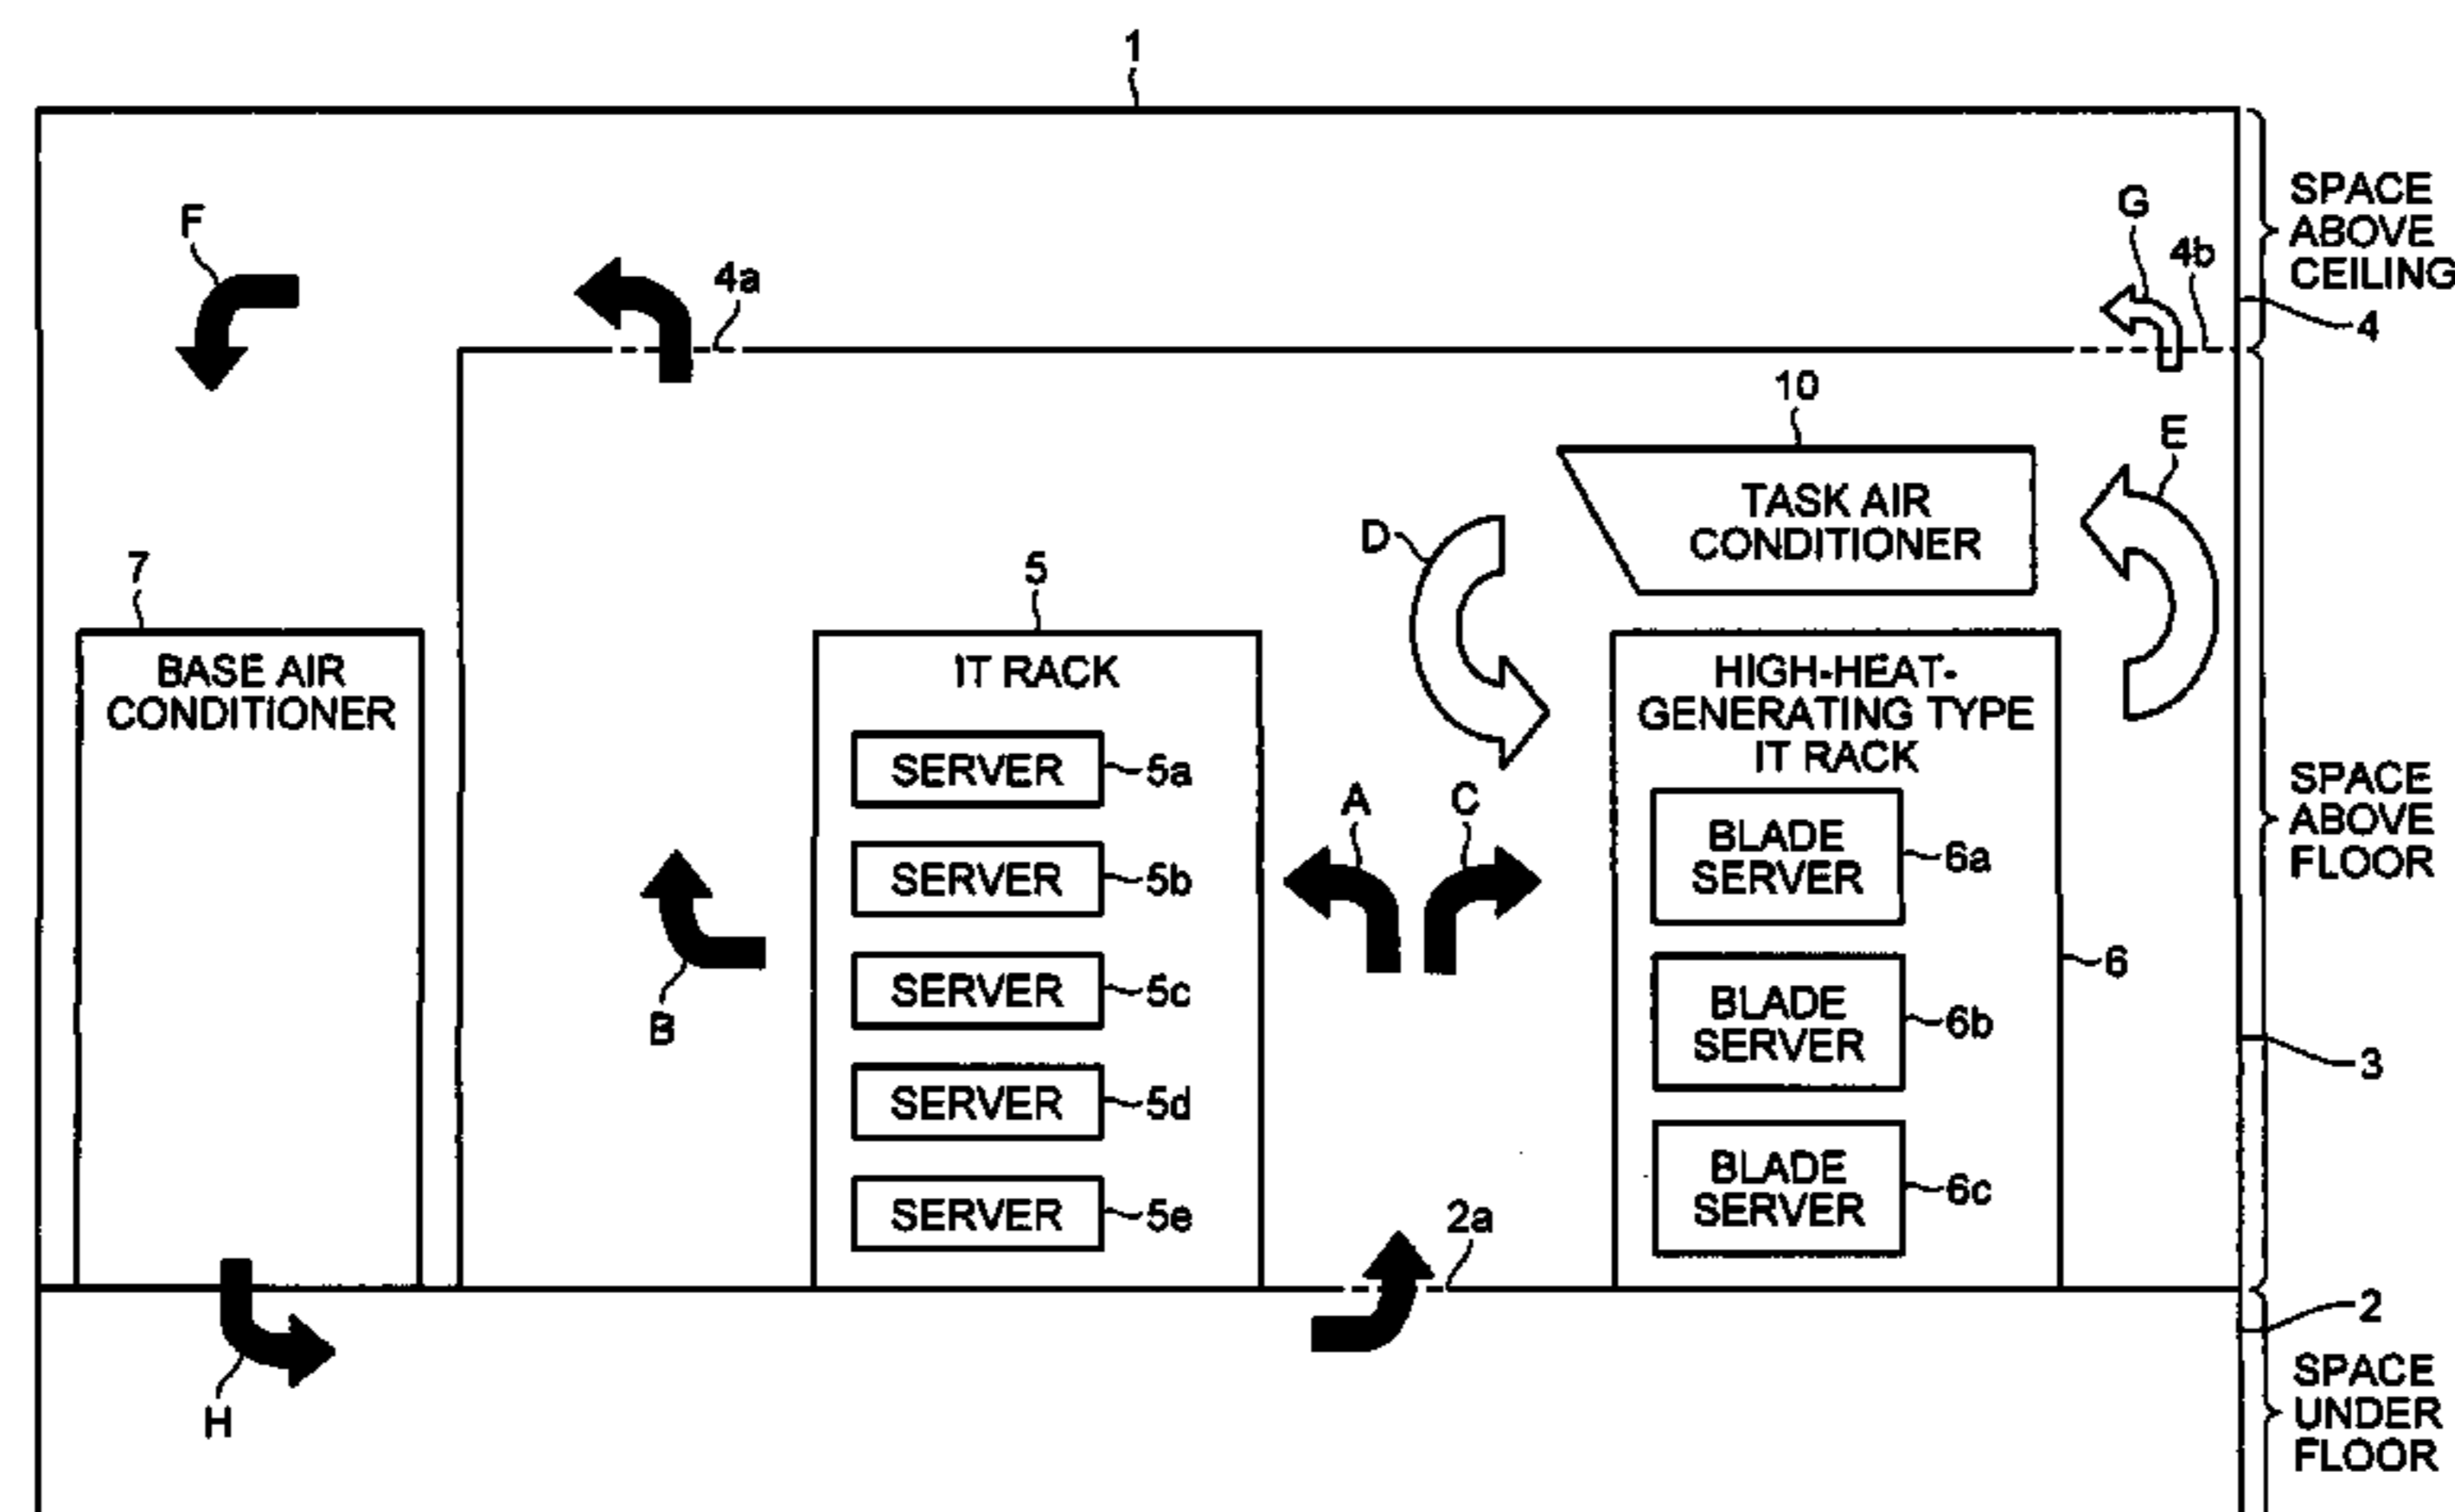 1
SPACE
ABOVE
CEILING
F
4a
G
4b
4
10
E
TASK AIR
CONDITIONER
D
7
5
BASE AIR
CONDITIONER
IT RACK
HIGH-HEAT-
GENERATING TYPE
IT RACK
SERVER
5a
A
C
SPACE
ABOVE
FLOOR
BLADE
SERVER
6a
SERVER
5b
6
SERVER
5c
B
BLADE
SERVER
6b
3
SERVER
5d
BLADE
SERVER
6c
SERVER
5e
2a
2
H
SPACE
UNDER
FLOOR